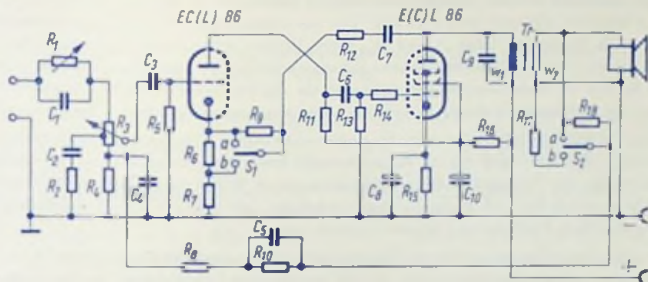 EC(L) 86
E(C)L 86
R1
C1
C3
R3
C2
R2
R4
C4
R5
R6
R7
R9
a
b
S1
R12
C7
C6
R11
R13
R14
C8
R15
C10
C9
w1
Tr
w2
R16
R17
a
b
S2
R18
R8
C5
R10
−
+